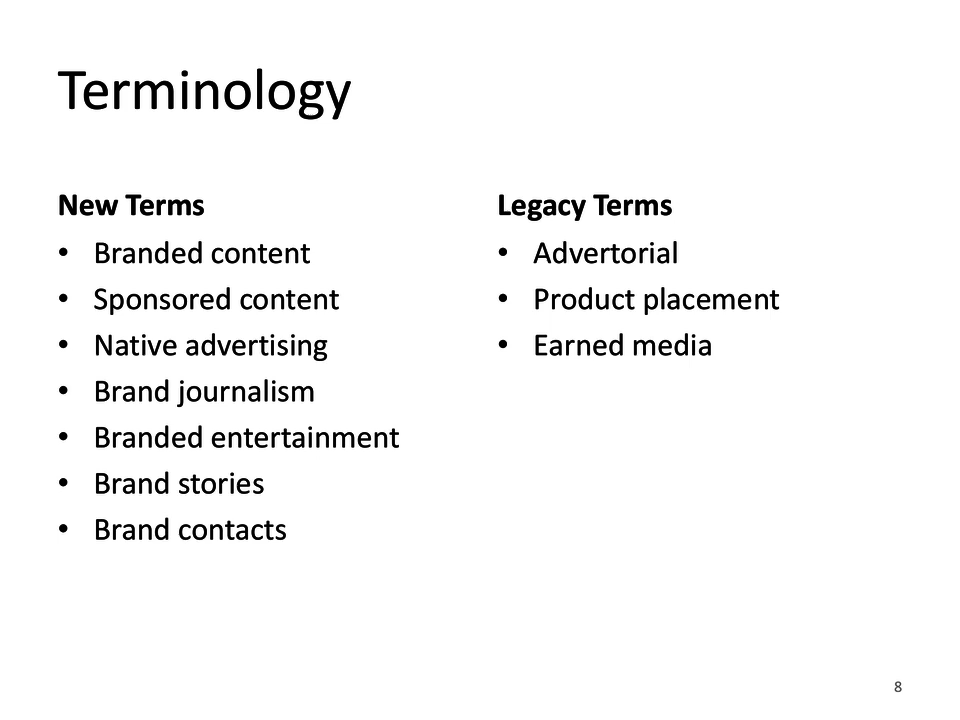 Terminology
New Terms
• Branded content
• Sponsored content
• Native advertising
• Brand journalism
• Branded entertainment
• Brand stories
• Brand contacts
Legacy Terms
• Advertorial
• Product placement
• Earned media
8